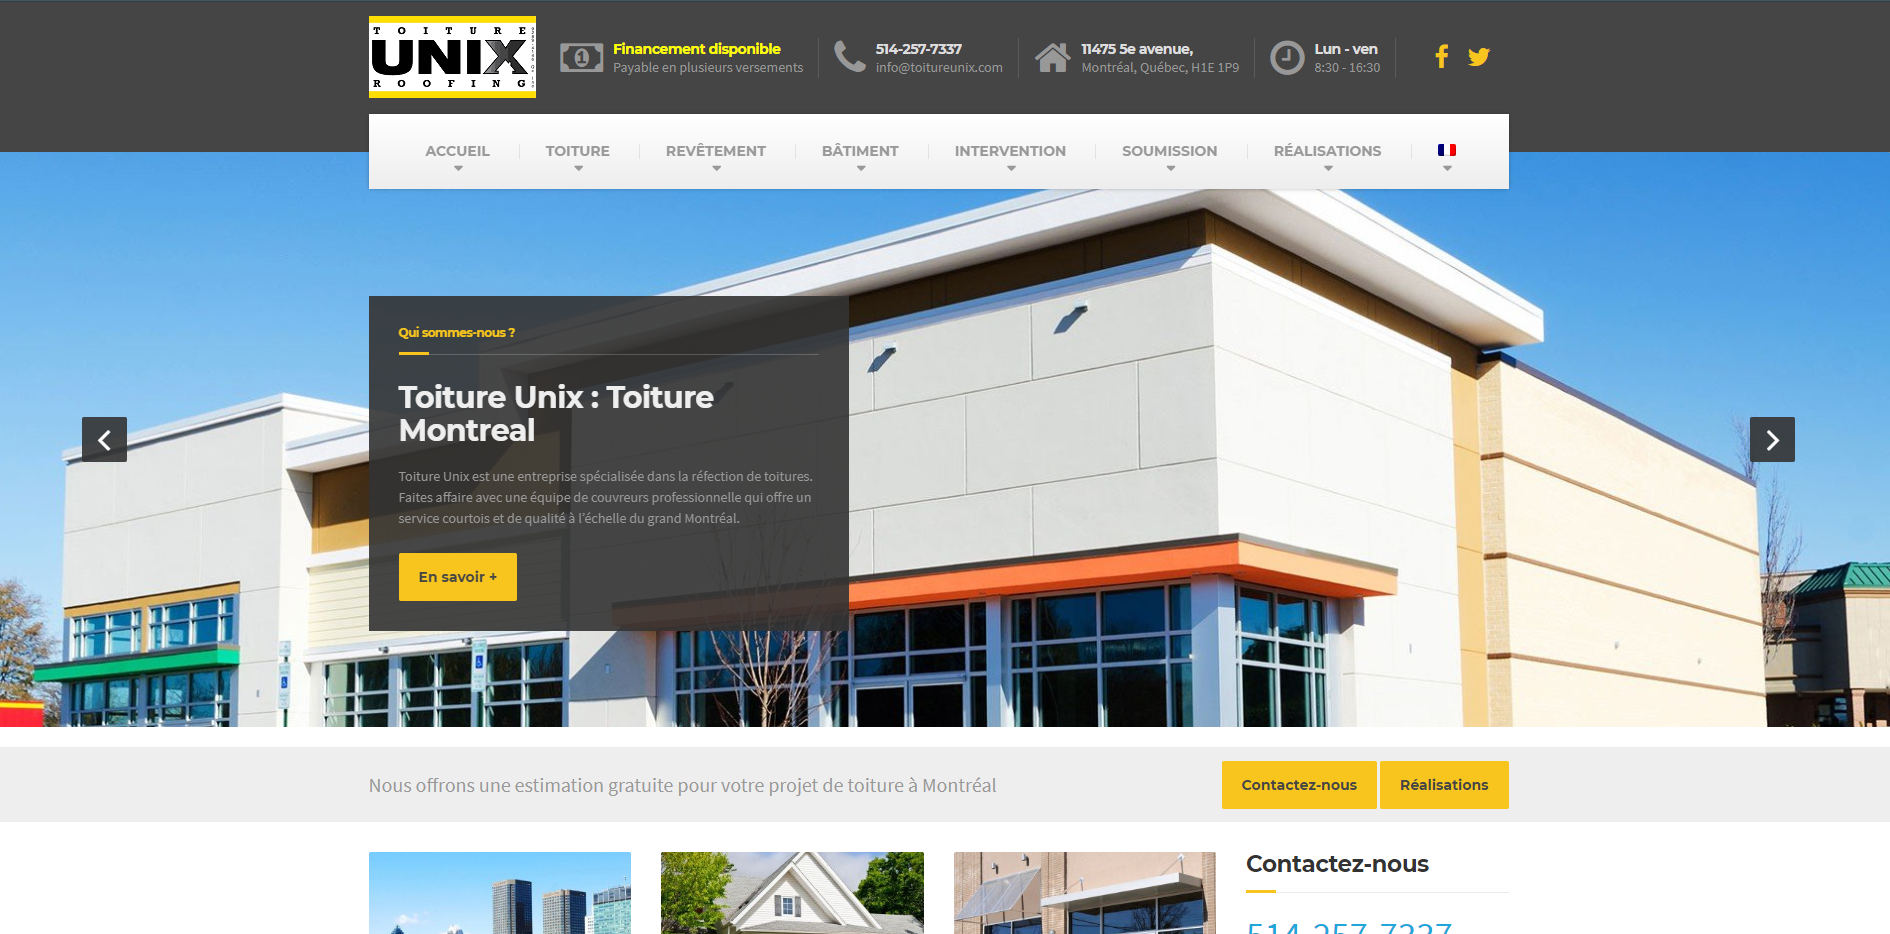 TOITURE
UNIX
ROOFING
Financement disponible
Payable en plusieurs versements
514-257-7337
info@toitureunix.com
11475 5e avenue,
Montréal, Québec, H1E 1P9
Lun - ven
8:30 - 16:30
ACCUEIL
TOITURE
REVÊTEMENT
BÂTIMENT
INTERVENTION
SOUMISSION
RÉALISATIONS
Qui sommes-nous ?
Toiture Unix : Toiture
Montreal
Toiture Unix est une entreprise spécialisée dans la réfection de toitures.
Faites affaire avec une équipe de couvreurs professionnelle qui offre un
service courtois et de qualité à l’échelle du grand Montréal.
En savoir +
Nous offrons une estimation gratuite pour votre projet de toiture à Montréal
Contactez-nous
Réalisations
Contactez-nous
514-257-7337